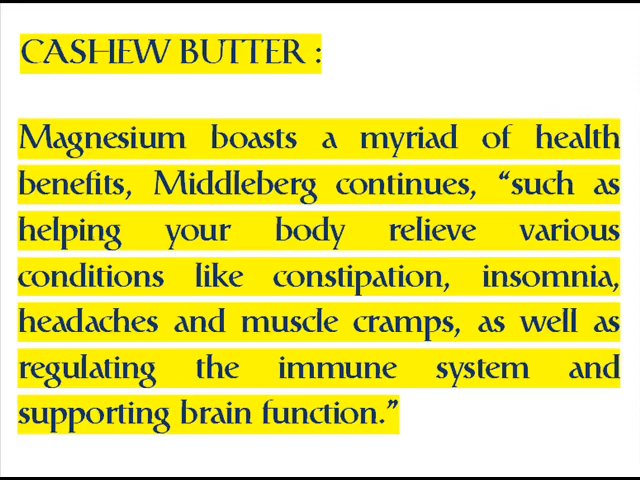 CASHEW BUTTER :
Magnesium boasts a myriad of health
benefits, Middleberg continues, “such as
helping your body relieve various
conditions like constipation, insomnia,
headaches and muscle cramps, as well as
regulating the immune system and
supporting brain function.”